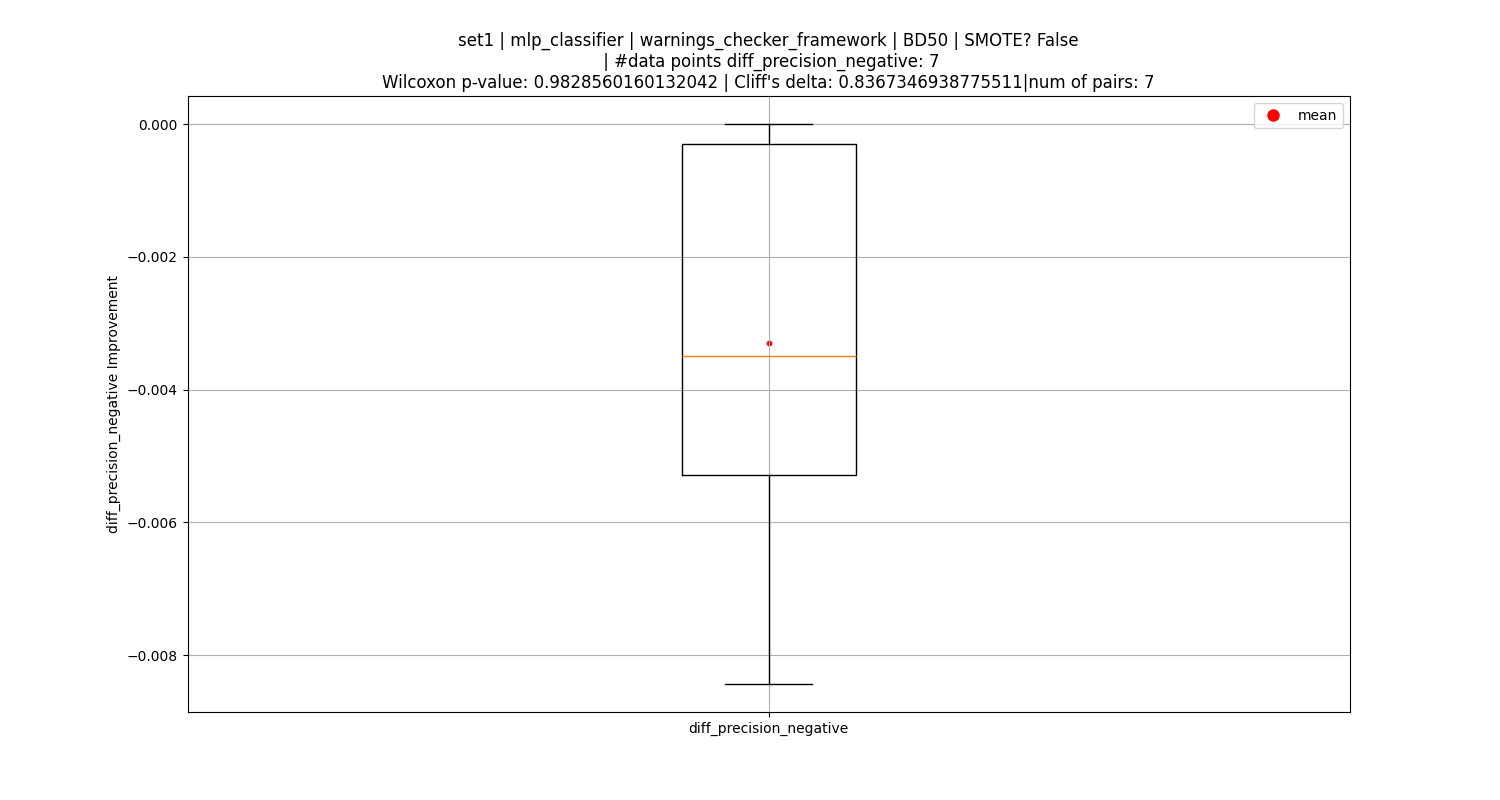 set1 | mlp_classifier | warnings_checker_framework | BD50 | SMOTE? False
| #data points diff_precision_negative: 7
Wilcoxon p-value: 0.9828560160132042 | Cliff's delta: 0.8367346938775511|num of pairs: 7
mean
0.000
−0.002
−0.004
−0.006
−0.008
diff_precision_negative Improvement
diff_precision_negative